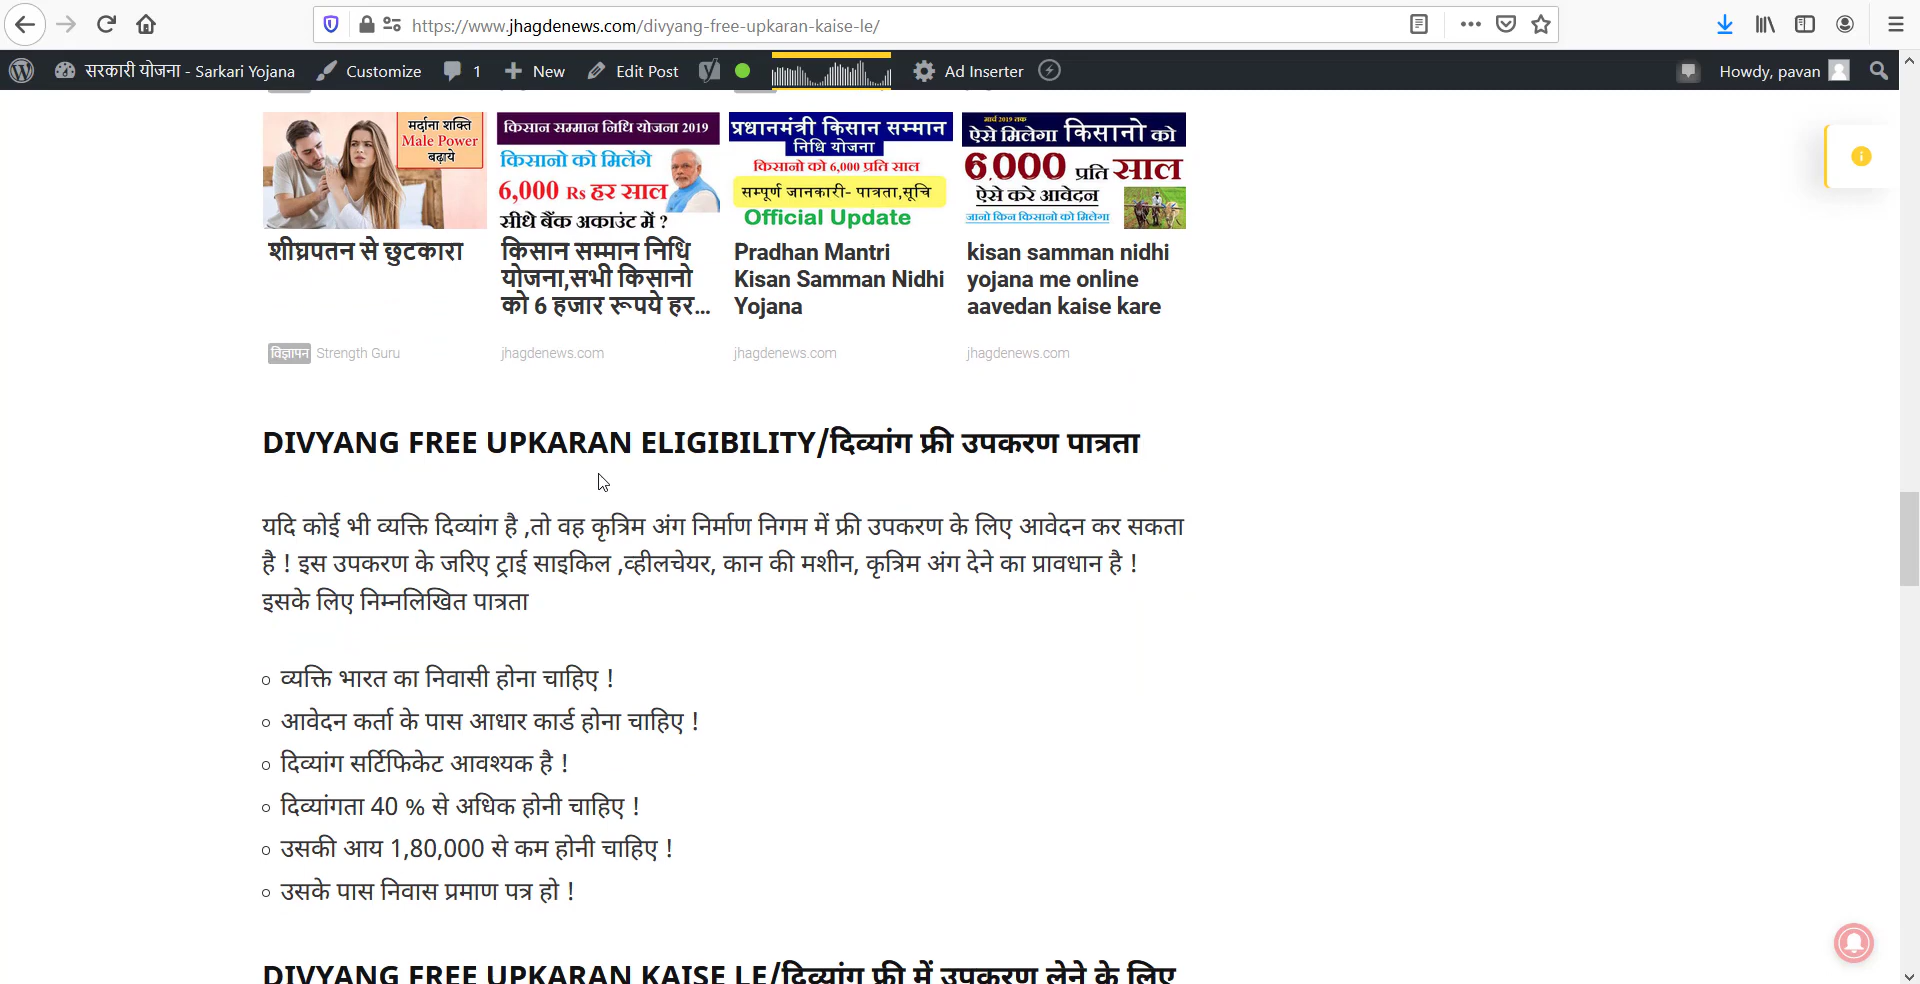 https://www.jhagdenews.com/divyang-free-upkaran-kaise-le/
सरकारी योजना - Sarkari Yojana Customize 1 New Edit Post Ad Inserter Howdy, pavan
मर्दाना शक्ति
Male Power
बढ़ाये
शीघ्रपतन से छुटकारा
विज्ञापन Strength Guru
किसान सम्मान निधि योजना 2019
किसानो को मिलेंगे
6,000 Rs हर साल
सीधे बैंक अकाउंट में ?
किसान सम्मान निधि
योजना,सभी किसानो
को 6 हजार रूपये हर...
jhagdenews.com
प्रधानमंत्री किसान सम्मान
निधि योजना
किसानो को 6,000 प्रति साल
सम्पूर्ण जानकारी- पात्रता,सूचि
Official Update
Pradhan Mantri
Kisan Samman Nidhi
Yojana
jhagdenews.com
मार्च 2019 तक
ऐसे मिलेगा किसानो को
6,000 प्रति साल
ऐसे करे आवेदन
जानो किन किसानो को मिलेगा
kisan samman nidhi
yojana me online
aavedan kaise kare
jhagdenews.com
DIVYANG FREE UPKARAN ELIGIBILITY/दिव्यांग फ्री उपकरण पात्रता
यदि कोई भी व्यक्ति दिव्यांग है ,तो वह कृत्रिम अंग निर्माण निगम में फ्री उपकरण के लिए आवेदन कर सकता
है ! इस उपकरण के जरिए ट्राई साइकिल ,व्हीलचेयर, कान की मशीन, कृत्रिम अंग देने का प्रावधान है !
इसके लिए निम्नलिखित पात्रता
व्यक्ति भारत का निवासी होना चाहिए !
आवेदन कर्ता के पास आधार कार्ड होना चाहिए !
दिव्यांग सर्टिफिकेट आवश्यक है !
दिव्यांगता 40 % से अधिक होनी चाहिए !
उसकी आय 1,80,000 से कम होनी चाहिए !
उसके पास निवास प्रमाण पत्र हो !
DIVYANG FREE UPKARAN KAISE LE/दिव्यांग फ्री में उपकरण लेने के लिए